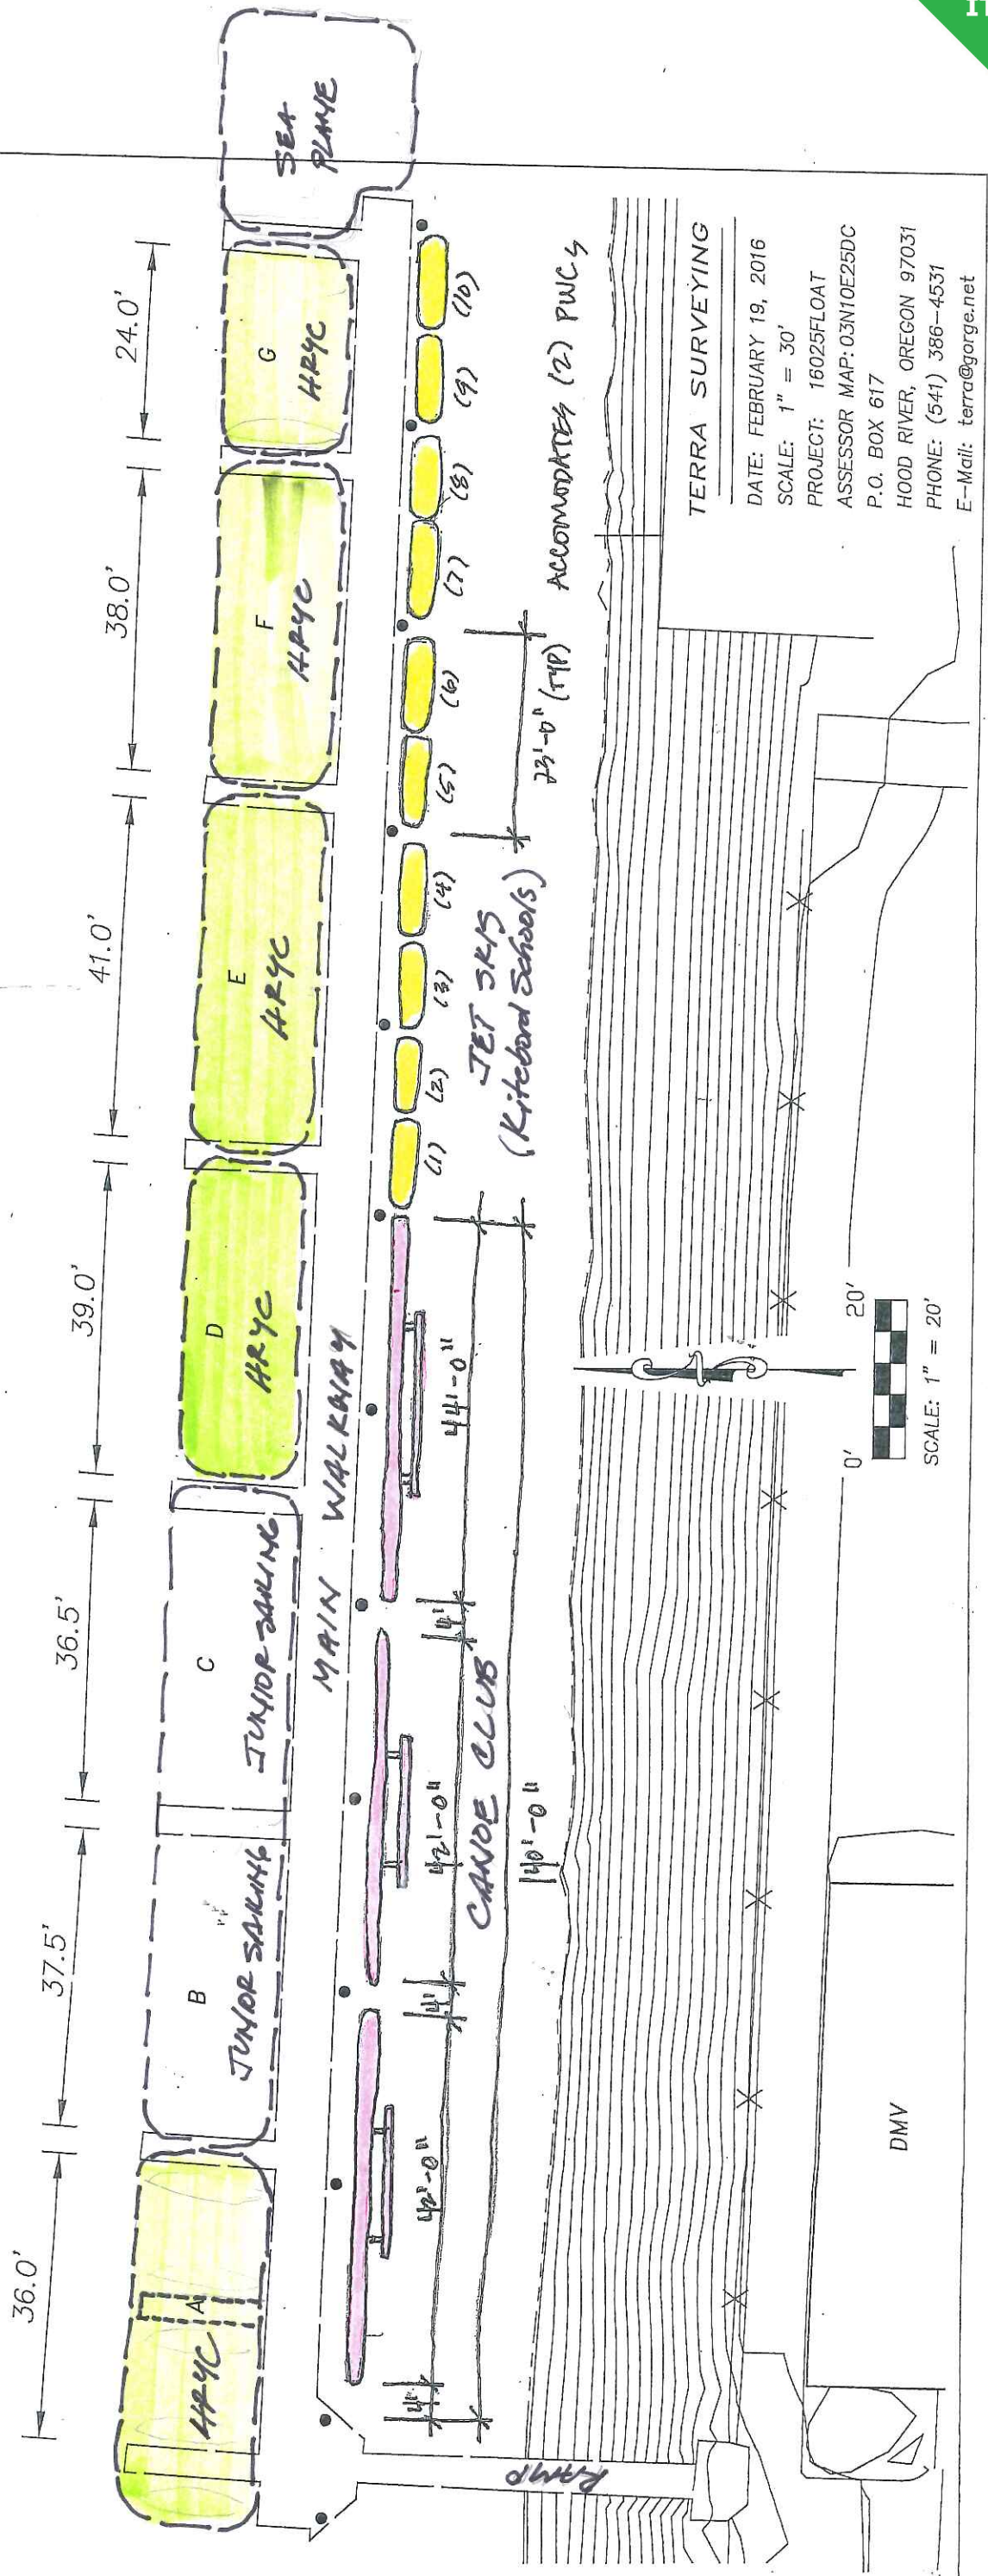 36.0'
37.5'
36.5'
39.0'
41.0'
38.0'
24.0'
A
HRYC
B
JUNIOR SAILING
C
JUNIOR SAILING
D
HRYC
E
HRYC
F
HRYC
G
HRYC
SEA
PLANE
MAIN WALKWAY
RAMP
4'
42'-0"
4'
42'-0"
4'
44'-0"
CANOE CLUB
140'-0"
(1)
(2)
(3)
(4)
(5)
(6)
(7)
(8)
(9)
(10)
JET SKIS
(Kiteboard Schools)
23'-0" (TYP)
ACCOMODATES (2) PWCs
DMV
0'
20'
SCALE: 1" = 20'
TERRA SURVEYING
DATE: FEBRUARY 19, 2016
SCALE: 1" = 30'
PROJECT: 16025FLOAT
ASSESSOR MAP: 03N10E25DC
P.O. BOX 617
HOOD RIVER, OREGON 97031
PHONE: (541) 386-4531
E-Mail: terra@gorge.net